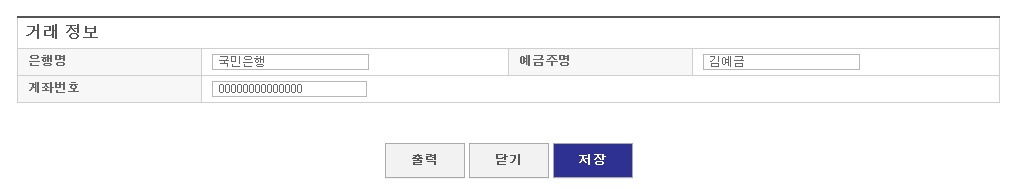 거래 정보
은행명 국민은행 예금주명 김예금
계좌번호 00000000000000
출력 닫기 저장